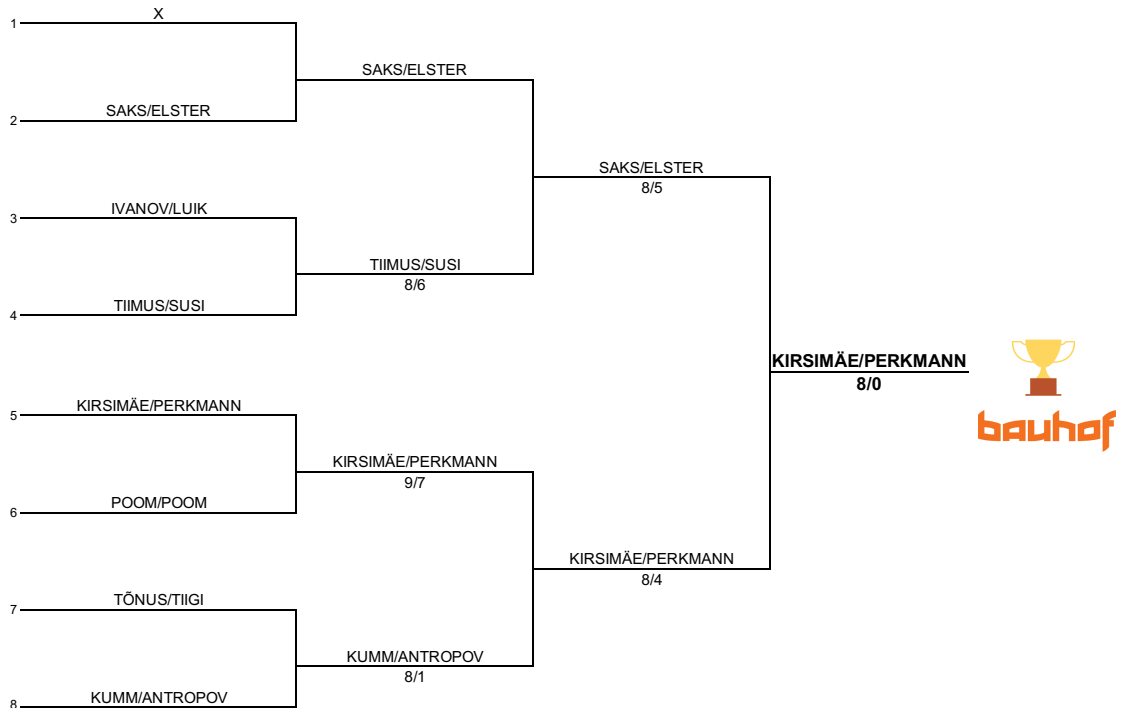 1 X
SAKS/ELSTER
2 SAKS/ELSTER
SAKS/ELSTER
8/5
3 IVANOV/LUIK
TIIMUS/SUSI
8/6
4 TIIMUS/SUSI
KIRSIMÄE/PERKMANN
8/0
bauhof
5 KIRSIMÄE/PERKMANN
KIRSIMÄE/PERKMANN
9/7
6 POOM/POOM
KIRSIMÄE/PERKMANN
8/4
7 TÕNUS/TIIGI
KUMM/ANTROPOV
8/1
8 KUMM/ANTROPOV